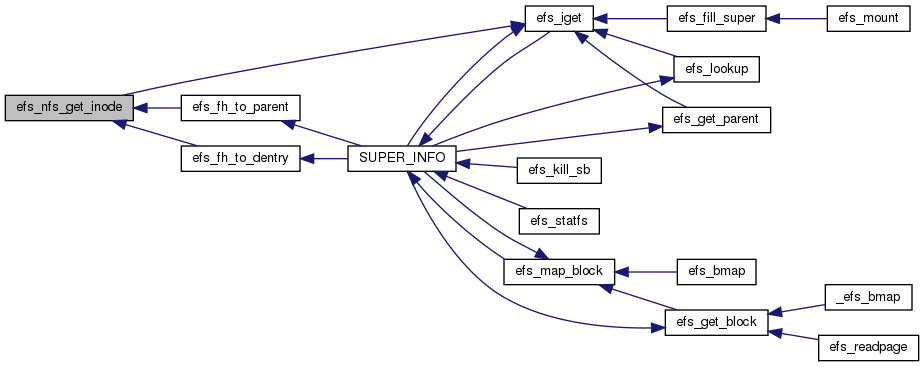 efs_iget
efs_fill_super
efs_mount
efs_lookup
efs_nfs_get_inode
efs_fh_to_parent
efs_get_parent
efs_fh_to_dentry
SUPER_INFO
efs_kill_sb
efs_statfs
efs_map_block
efs_bmap
_efs_bmap
efs_get_block
efs_readpage